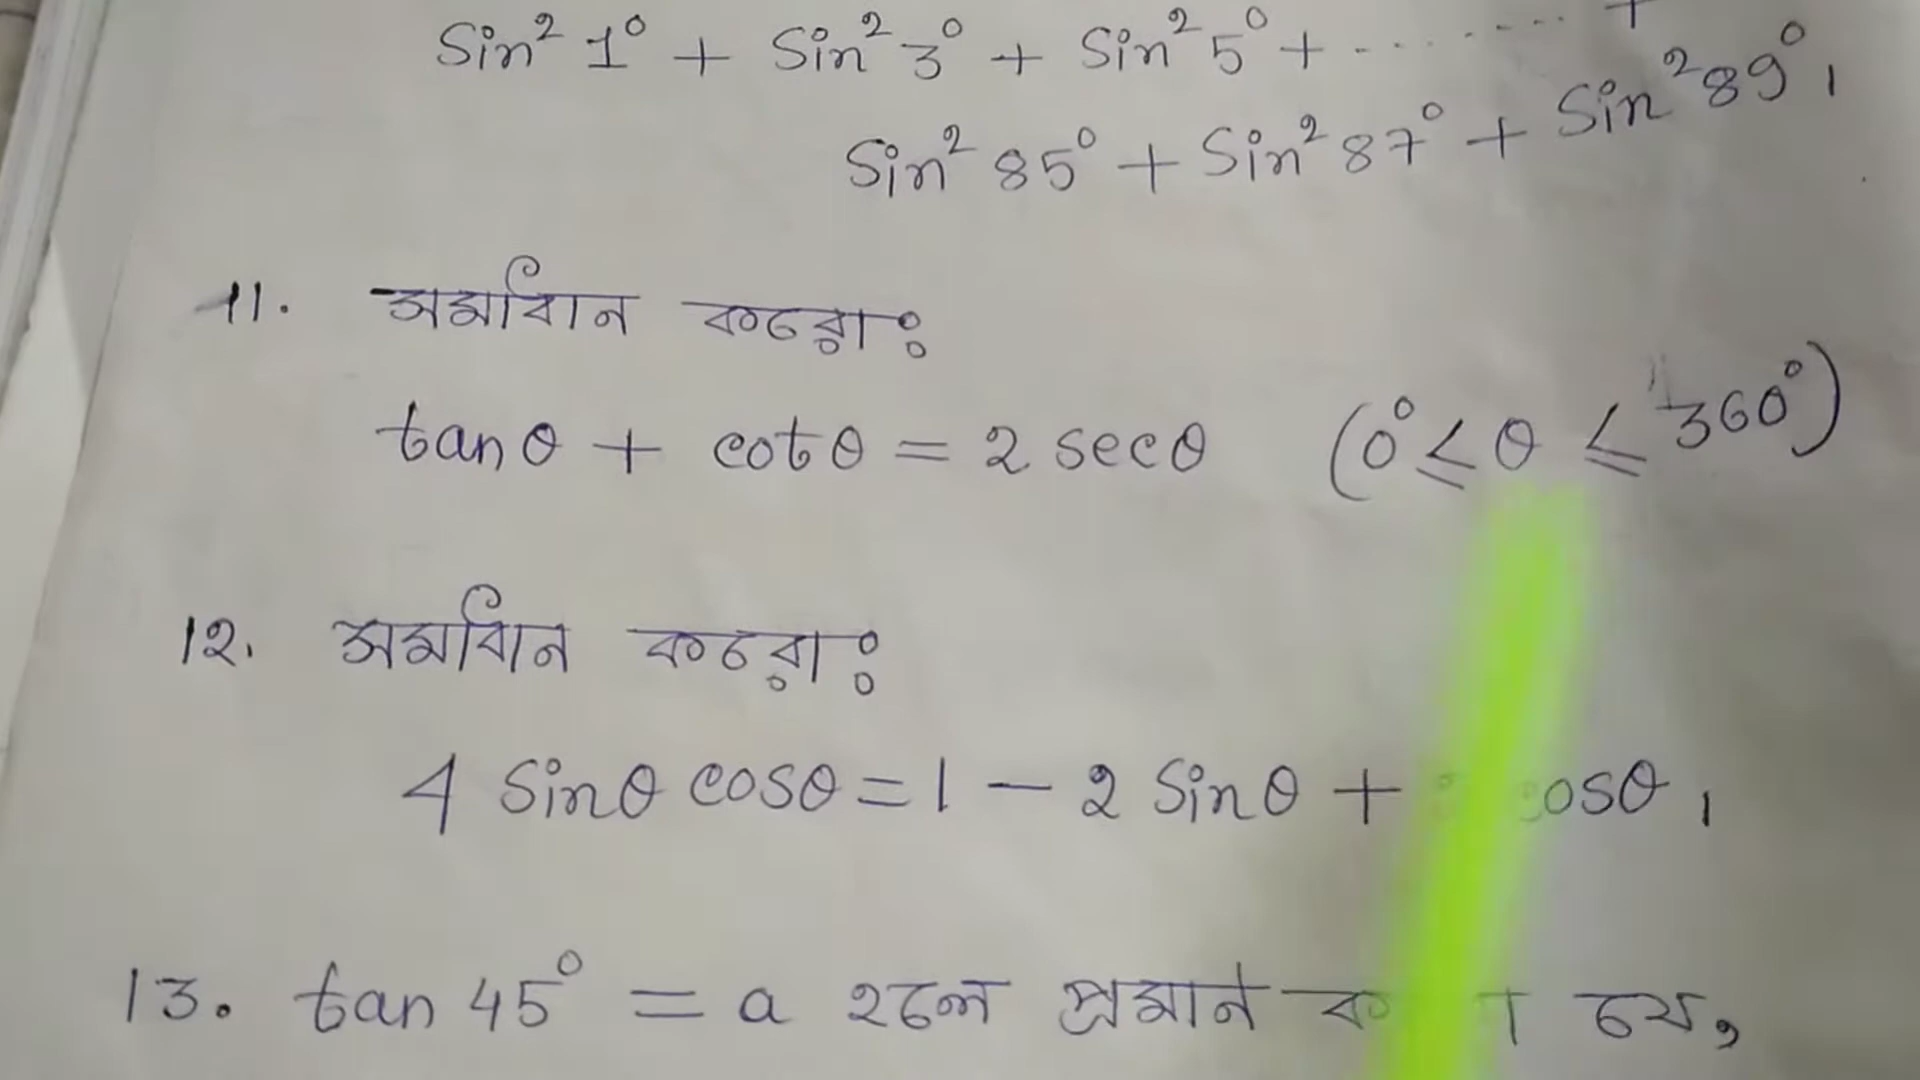 Sin² 1° + Sin² 3° + Sin² 5° + ........ +
Sin² 85° + Sin² 87° + Sin² 89°।
11. সমাধান করো:
tanθ + cotθ = 2 secθ (0° ≤ θ ≤ 360°)
12. সমাধান করো:
4 Sinθ cosθ = 1 − 2 Sinθ + cosθ।
13. tan 45° = a হলে প্রমান যে,